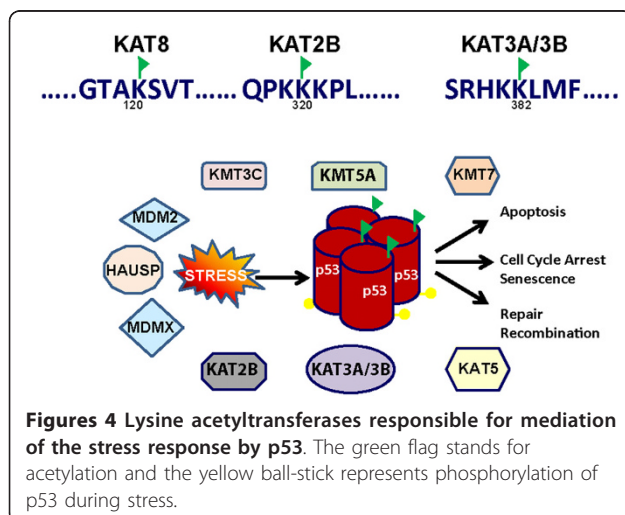 KAT8 KAT2B KAT3A/3B
.....GTAKSVT......QPKKKPL...... SRHKKLMF.....
120 320 382
KMT3C KMT5A KMT7
MDM2
HAUSP
MDMX
STRESS
p53 p53
p53
Apoptosis
Cell Cycle Arrest
Senescence
Repair
Recombination
KAT2B KAT3A/3B KAT5
Figures 4 Lysine acetyltransferases responsible for mediation
of the stress response by p53. The green flag stands for
acetylation and the yellow ball-stick represents phosphorylation of
p53 during stress.